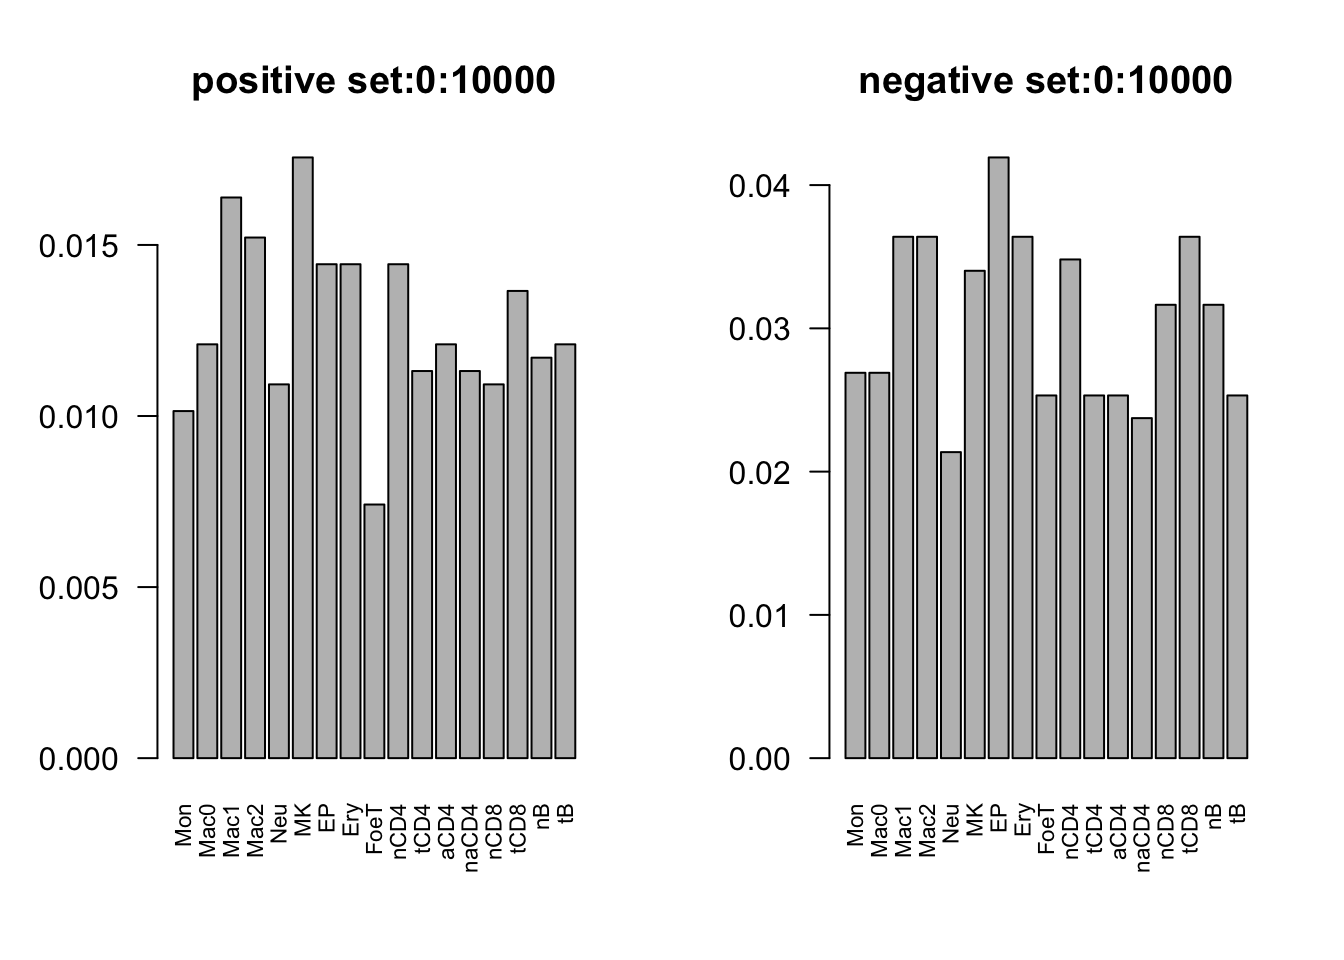 positive set:0:10000
0.015
0.010
0.005
0.000
Mon
Mac0
Mac1
Mac2
Neu
MK
EP
Ery
FoeT
nCD4
tCD4
aCD4
naCD4
nCD8
tCD8
nB
tB
negative set:0:10000
0.04
0.03
0.02
0.01
0.00
Mon
Mac0
Mac1
Mac2
Neu
MK
EP
Ery
FoeT
nCD4
tCD4
aCD4
naCD4
nCD8
tCD8
nB
tB